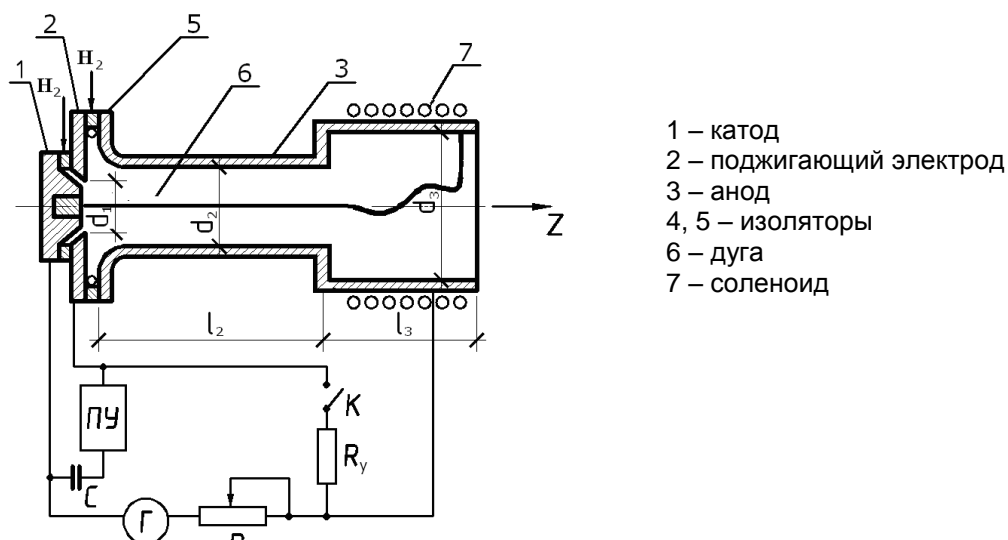 2
5
H₂
1
H₂
6
3
7
d₁
d₂
d₃
Z
l₂
l₃
ПУ
К
Rᵧ
С
Г
1 – катод
2 – поджигающий электрод
3 – анод
4, 5 – изоляторы
6 – дуга
7 – соленоид